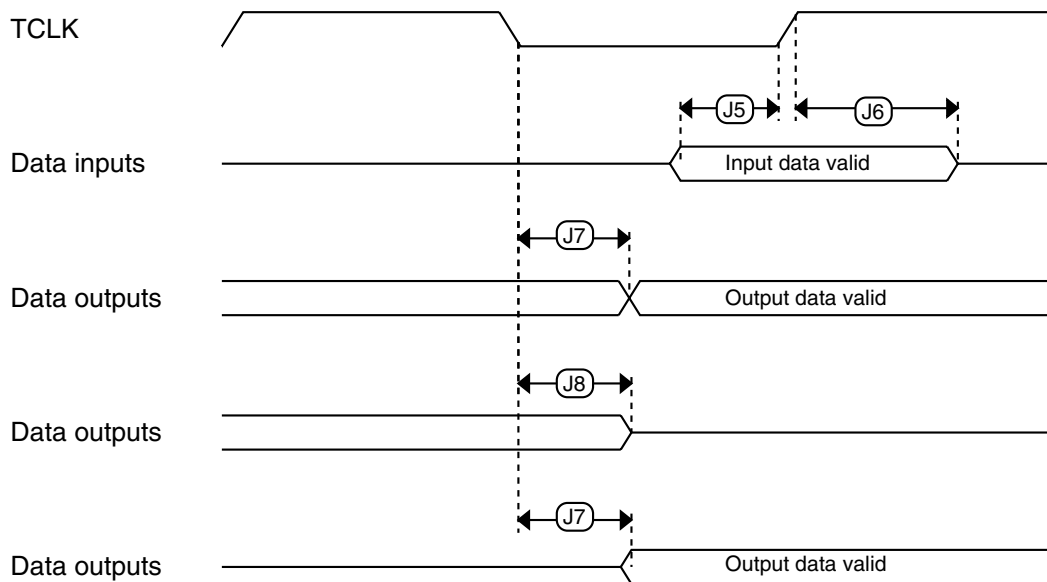 TCLK
J5
J6
Data inputs
Input data valid
J7
Data outputs
Output data valid
J8
Data outputs
J7
Data outputs
Output data valid